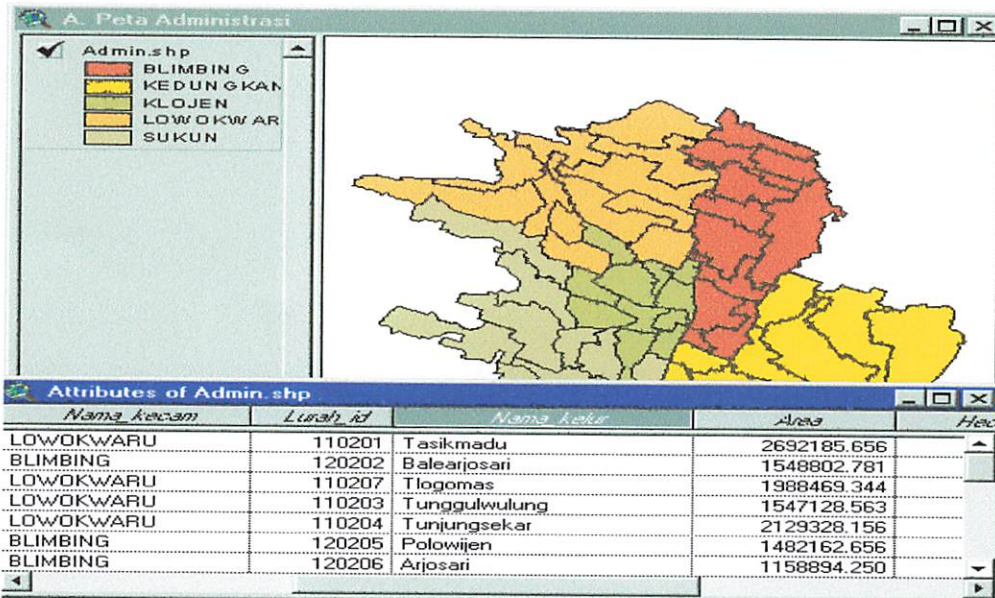 A. Peta Administrasi
Admin.shp
BLIMBING
KEDUNGKAN
KLOJEN
LOWOKWAR
SUKUN
Attributes of Admin.shp
Nama_kecam Lurah_id Nama_kelur Area Hec
LOWOKWARU 110201 Tasikmadu 2692185.656
BLIMBING 120202 Balearjosari 1548802.781
LOWOKWARU 110207 Tlogomas 1988469.344
LOWOKWARU 110203 Tunggulwulung 1547128.563
LOWOKWARU 110204 Tunjungsekar 2129328.156
BLIMBING 120205 Polowijen 1482162.656
BLIMBING 120206 Arjosari 1158894.250